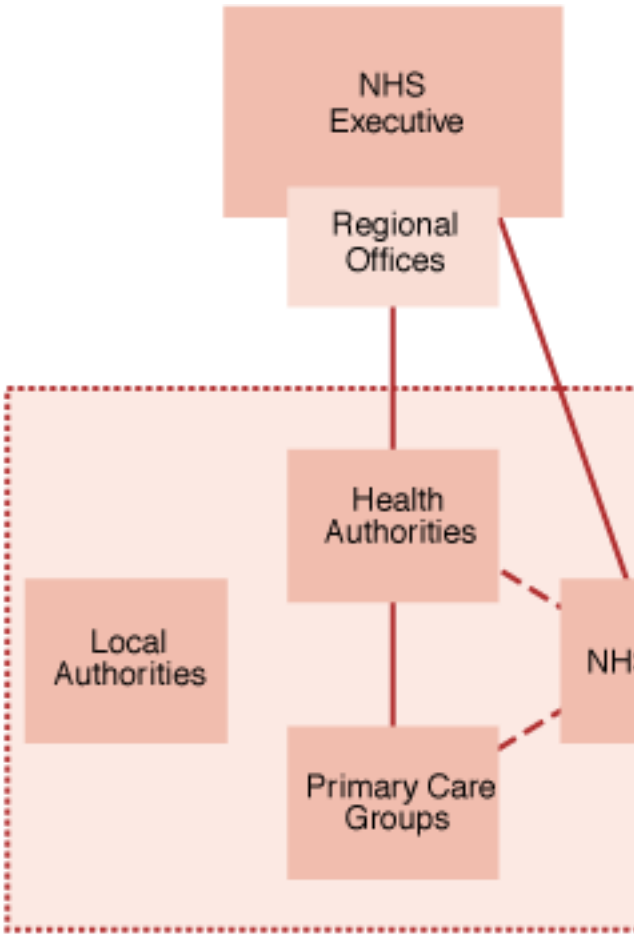 NHS
Executive
Regional
Offices
Health
Authorities
Local
Authorities
Primary Care
Groups